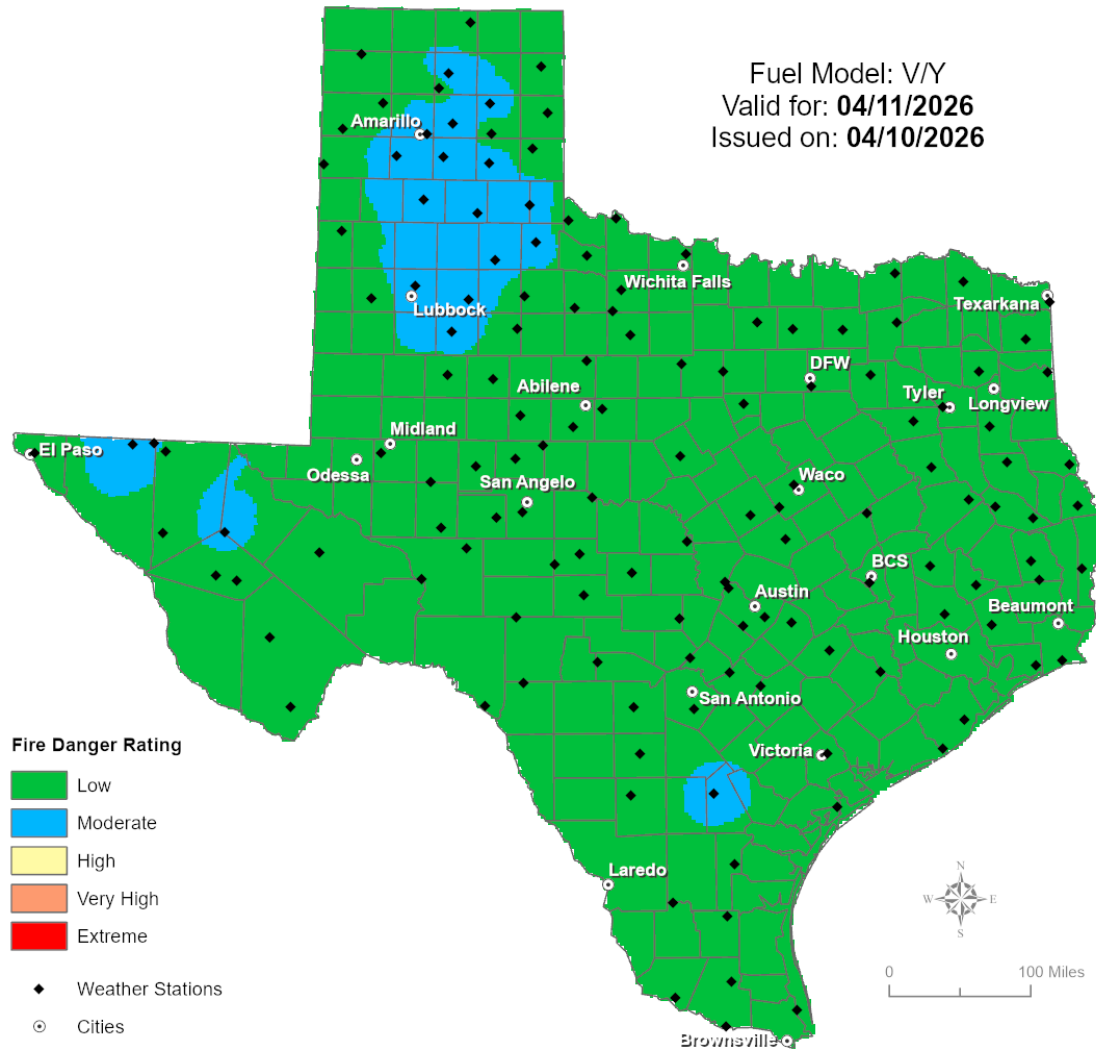 Fuel Model: V/Y
Valid for: 04/11/2026
Issued on: 04/10/2026
Amarillo
Lubbock
Wichita Falls
Texarkana
DFW
Abilene
Tyler
Longview
El Paso
Midland
Odessa
San Angelo
Waco
BCS
Austin
Beaumont
Houston
San Antonio
Victoria
Laredo
Brownsville
Fire Danger Rating
Low
Moderate
High
Very High
Extreme
Weather Stations
Cities
N
W
E
S
0
100 Miles